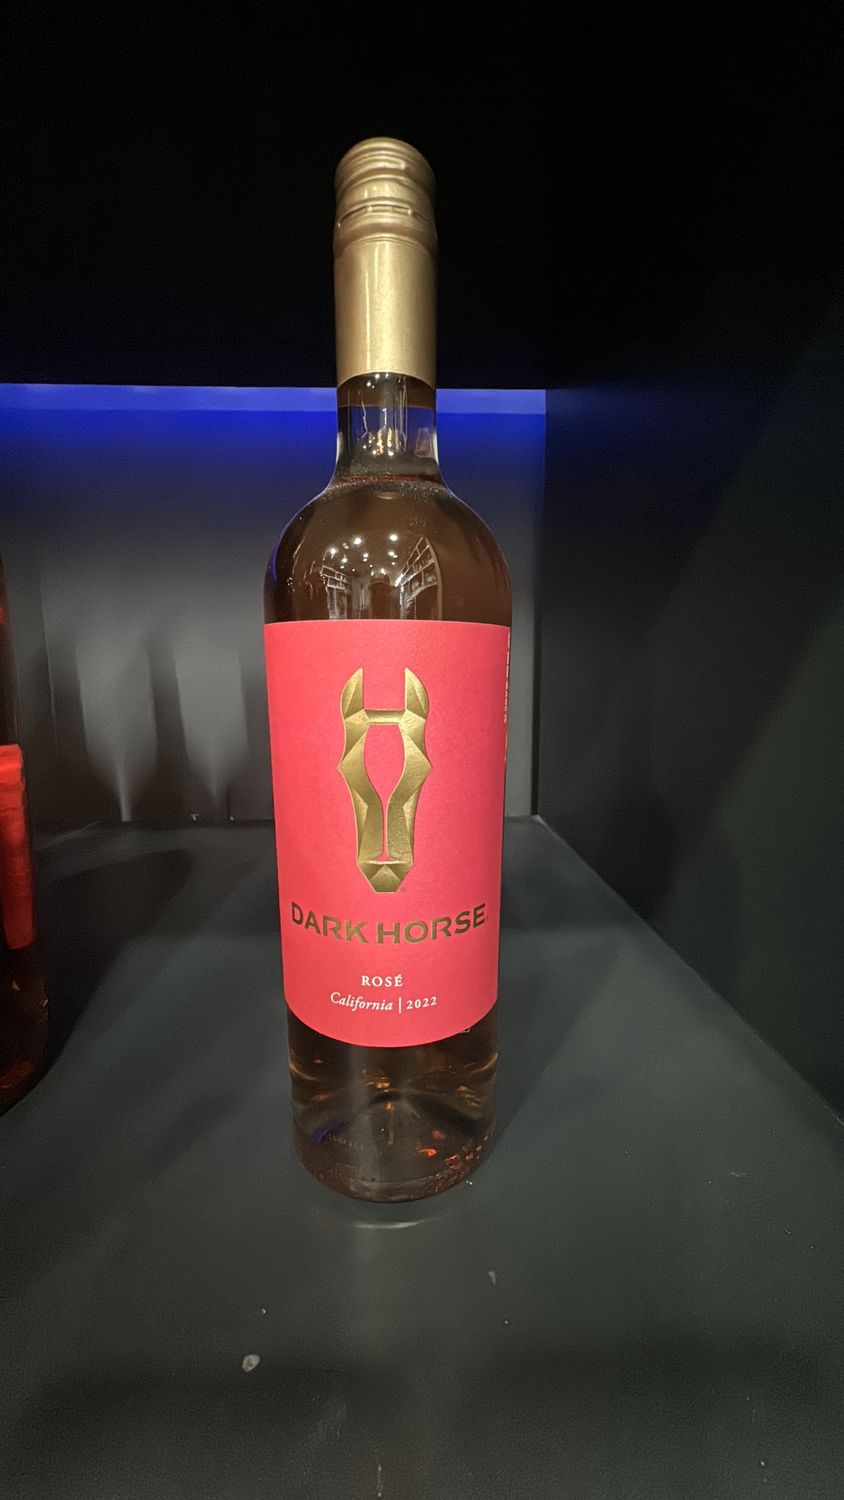 DARK HORSE
ROSÉ
California | 2022